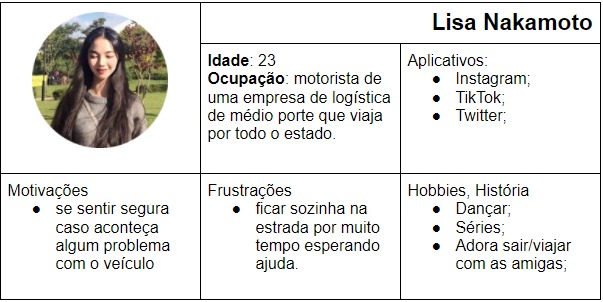 Lisa Nakamoto
Idade: 23
Ocupação: motorista de
uma empresa de logística
de médio porte que viaja
por todo o estado.
Aplicativos:
● Instagram;
● TikTok;
● Twitter;
Motivações
● se sentir segura
caso aconteça
algum problema
com o veículo
Frustrações
● ficar sozinha na
estrada por muito
tempo esperando
ajuda.
Hobbies, História
● Dançar;
● Séries;
● Adora sair/viajar
com as amigas;